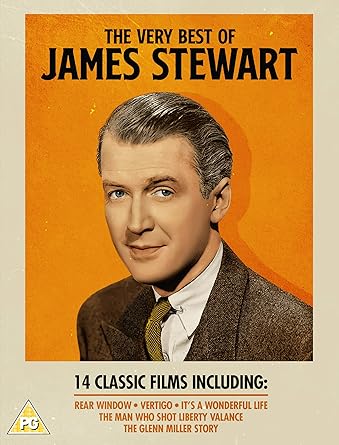 THE VERY BEST OF
JAMES STEWART
14 CLASSIC FILMS INCLUDING:
REAR WINDOW • VERTIGO • IT'S A WONDERFUL LIFE
THE MAN WHO SHOT LIBERTY VALANCE
THE GLENN MILLER STORY
PG